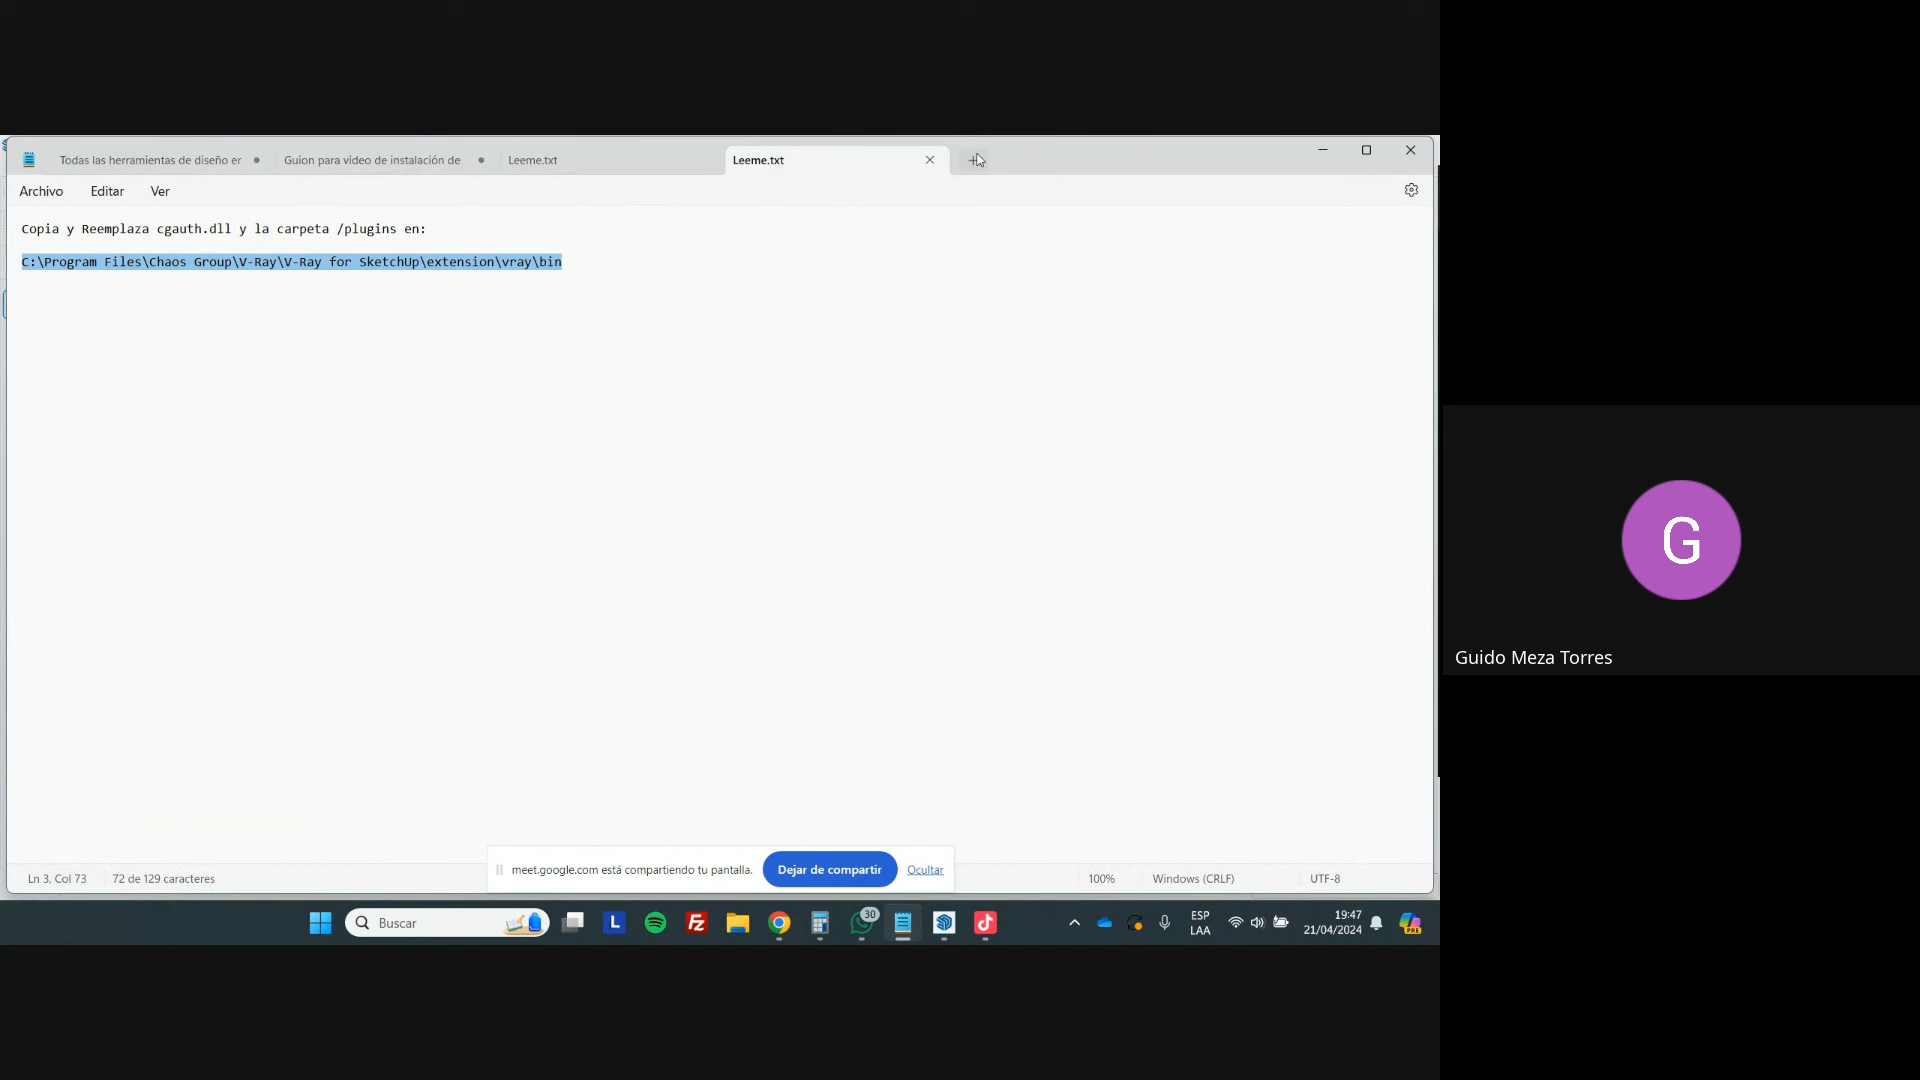 Todas las herramientas de diseño er
Guion para video de instalación de
Leeme.txt
Leeme.txt
Archivo
Editar
Ver
Copia y Reemplaza cgauth.dll y la carpeta /plugins en:
C:\Program Files\Chaos Group\V-Ray\V-Ray for SketchUp\extension\vray\bin
G
Guido Meza Torres
meet.google.com está compartiendo tu pantalla.
Dejar de compartir
Ocultar
Ln 3, Col 73
72 de 129 caracteres
100%
Windows (CRLF)
UTF-8
Buscar
L
Fz
30
ESP
LAA
19:47
21/04/2024
PRE